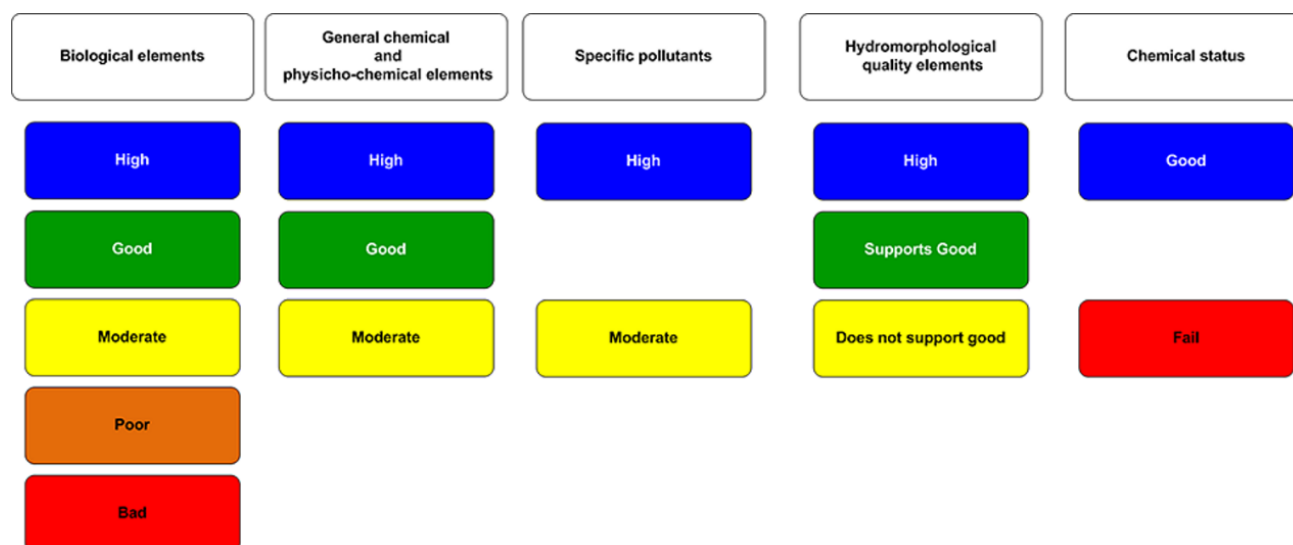 Biological elements
General chemical
and
physicho-chemical elements
Specific pollutants
Hydromorphological
quality elements
Chemical status
High
High
High
High
Good
Good
Good
Supports Good
Moderate
Moderate
Moderate
Does not support good
Fail
Poor
Bad